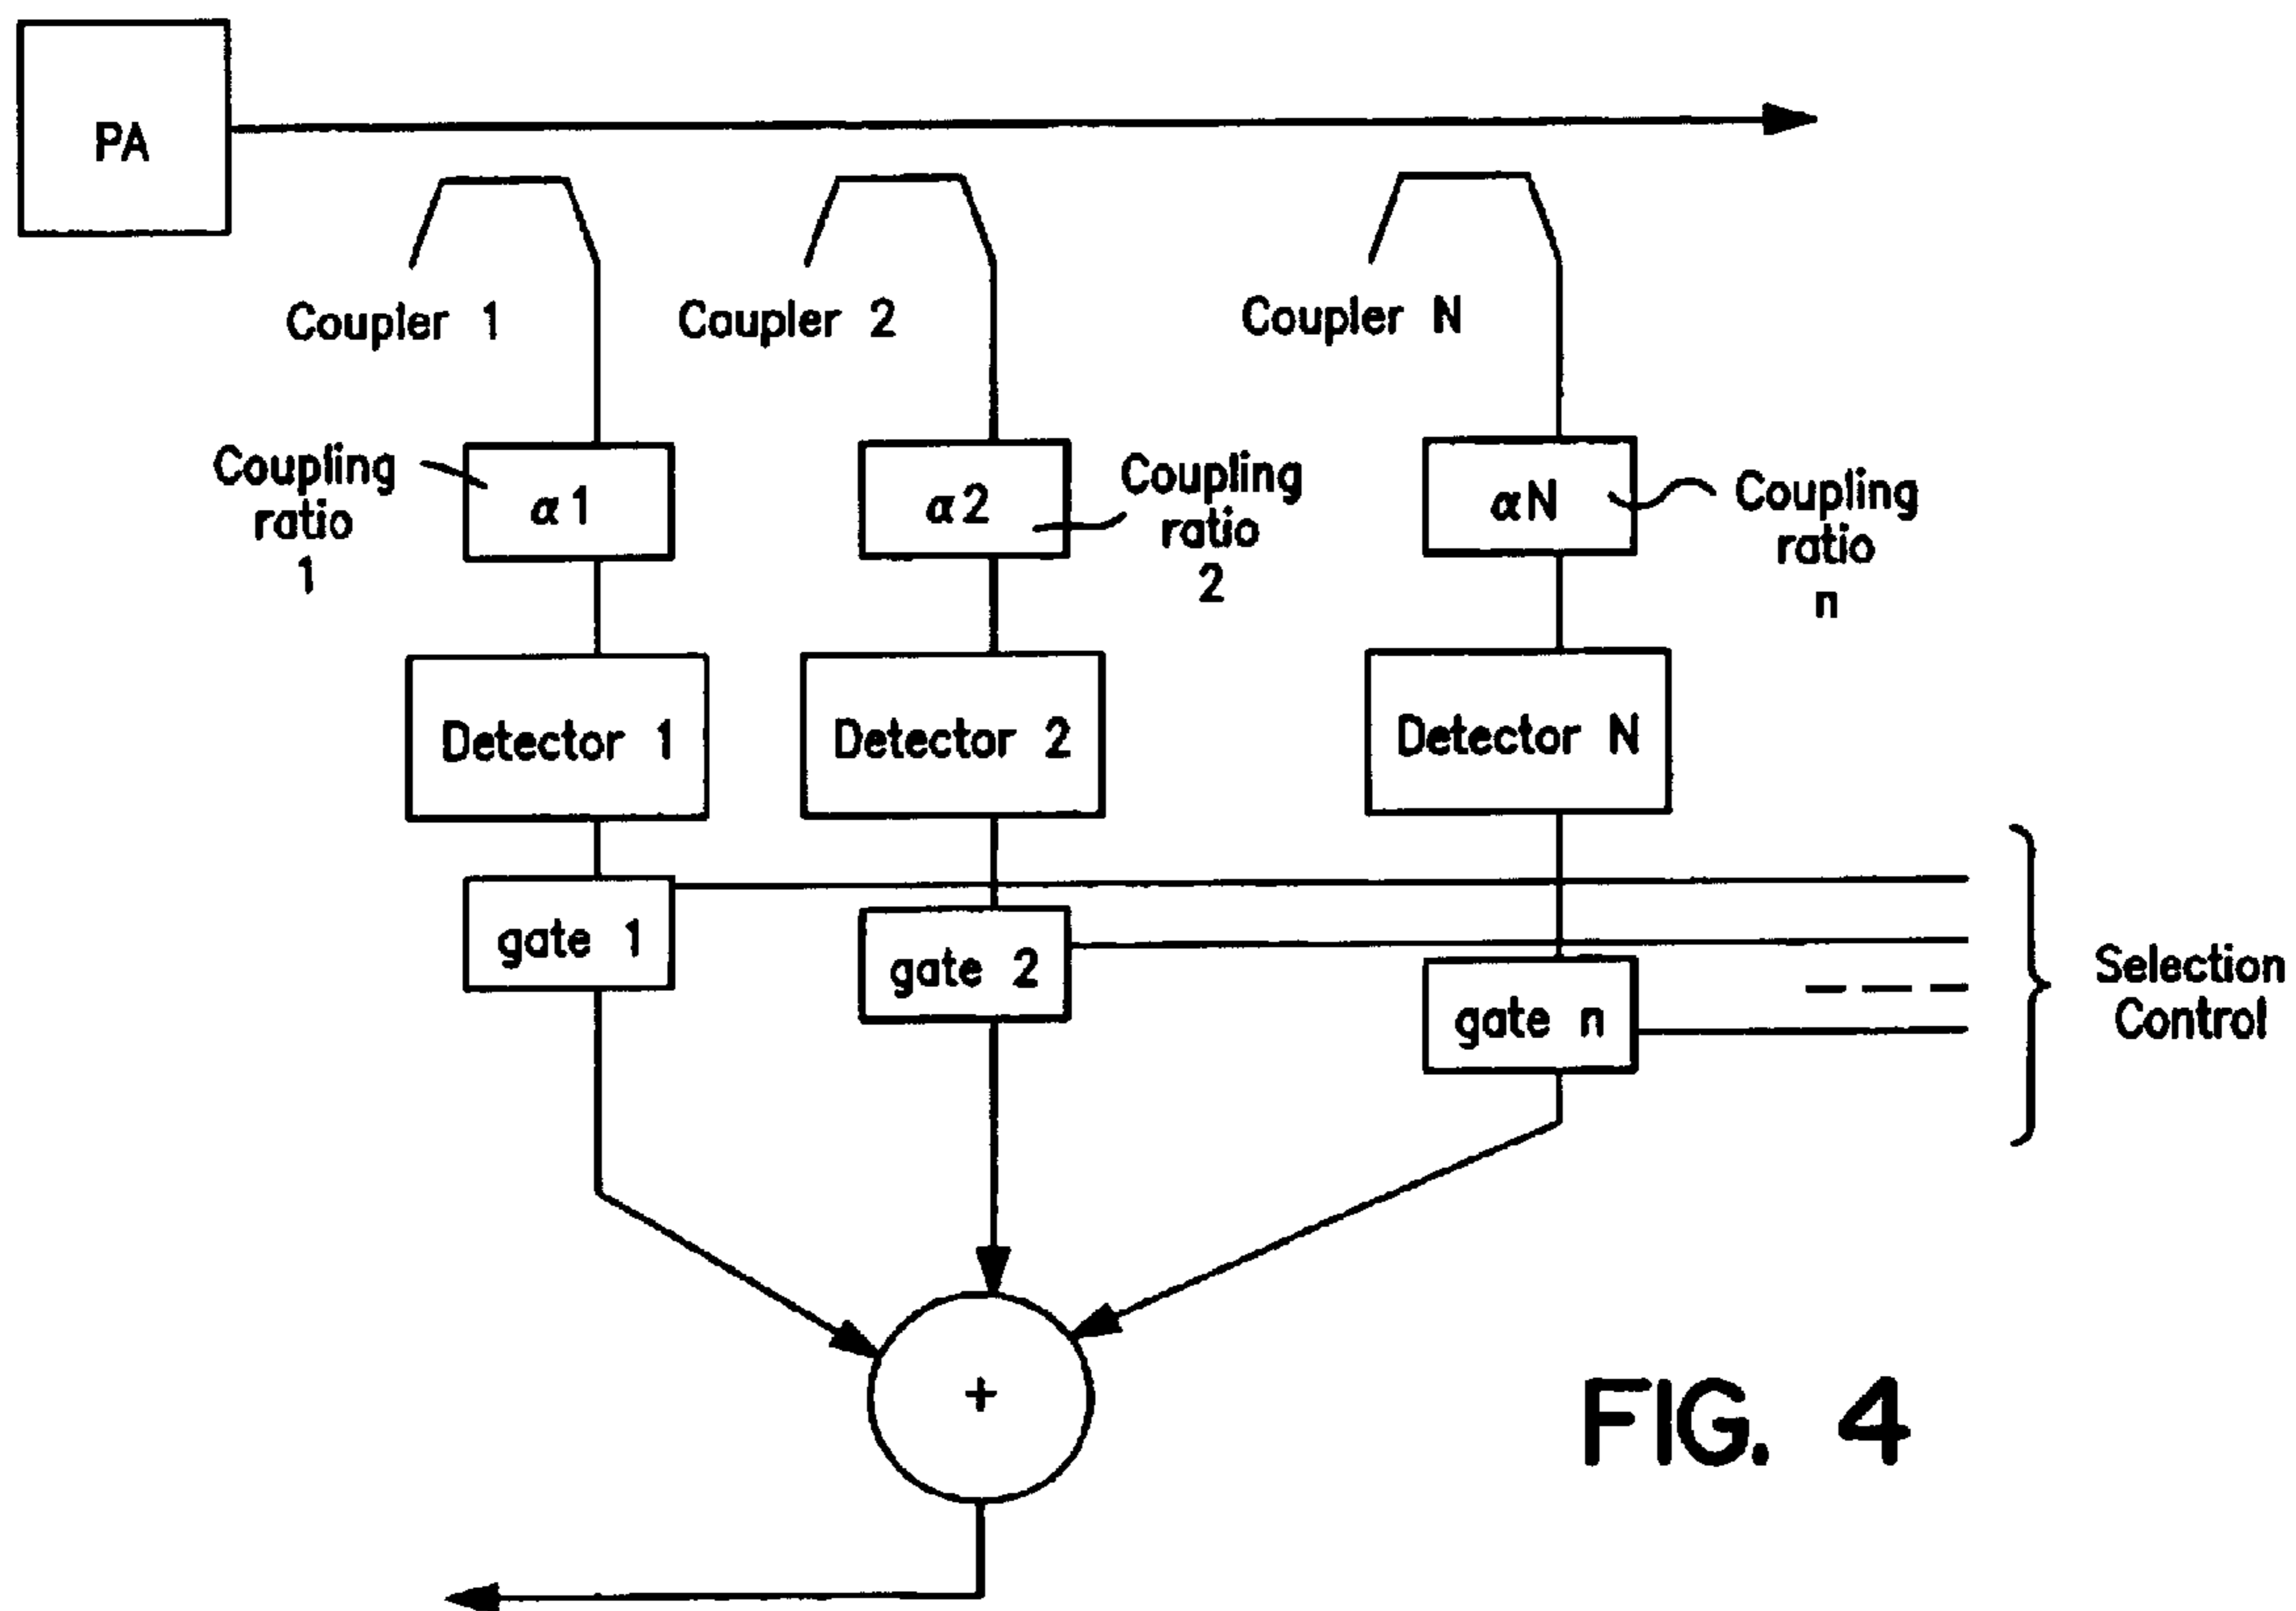 PA
Coupler 1
Coupler 2
Coupler N
Coupling
ratio
1
α1
α2
Coupling
ratio
2
αN
Coupling
ratio
n
Detector 1
Detector 2
Detector N
gate 1
gate 2
gate n
Selection
Control
+
FIG. 4